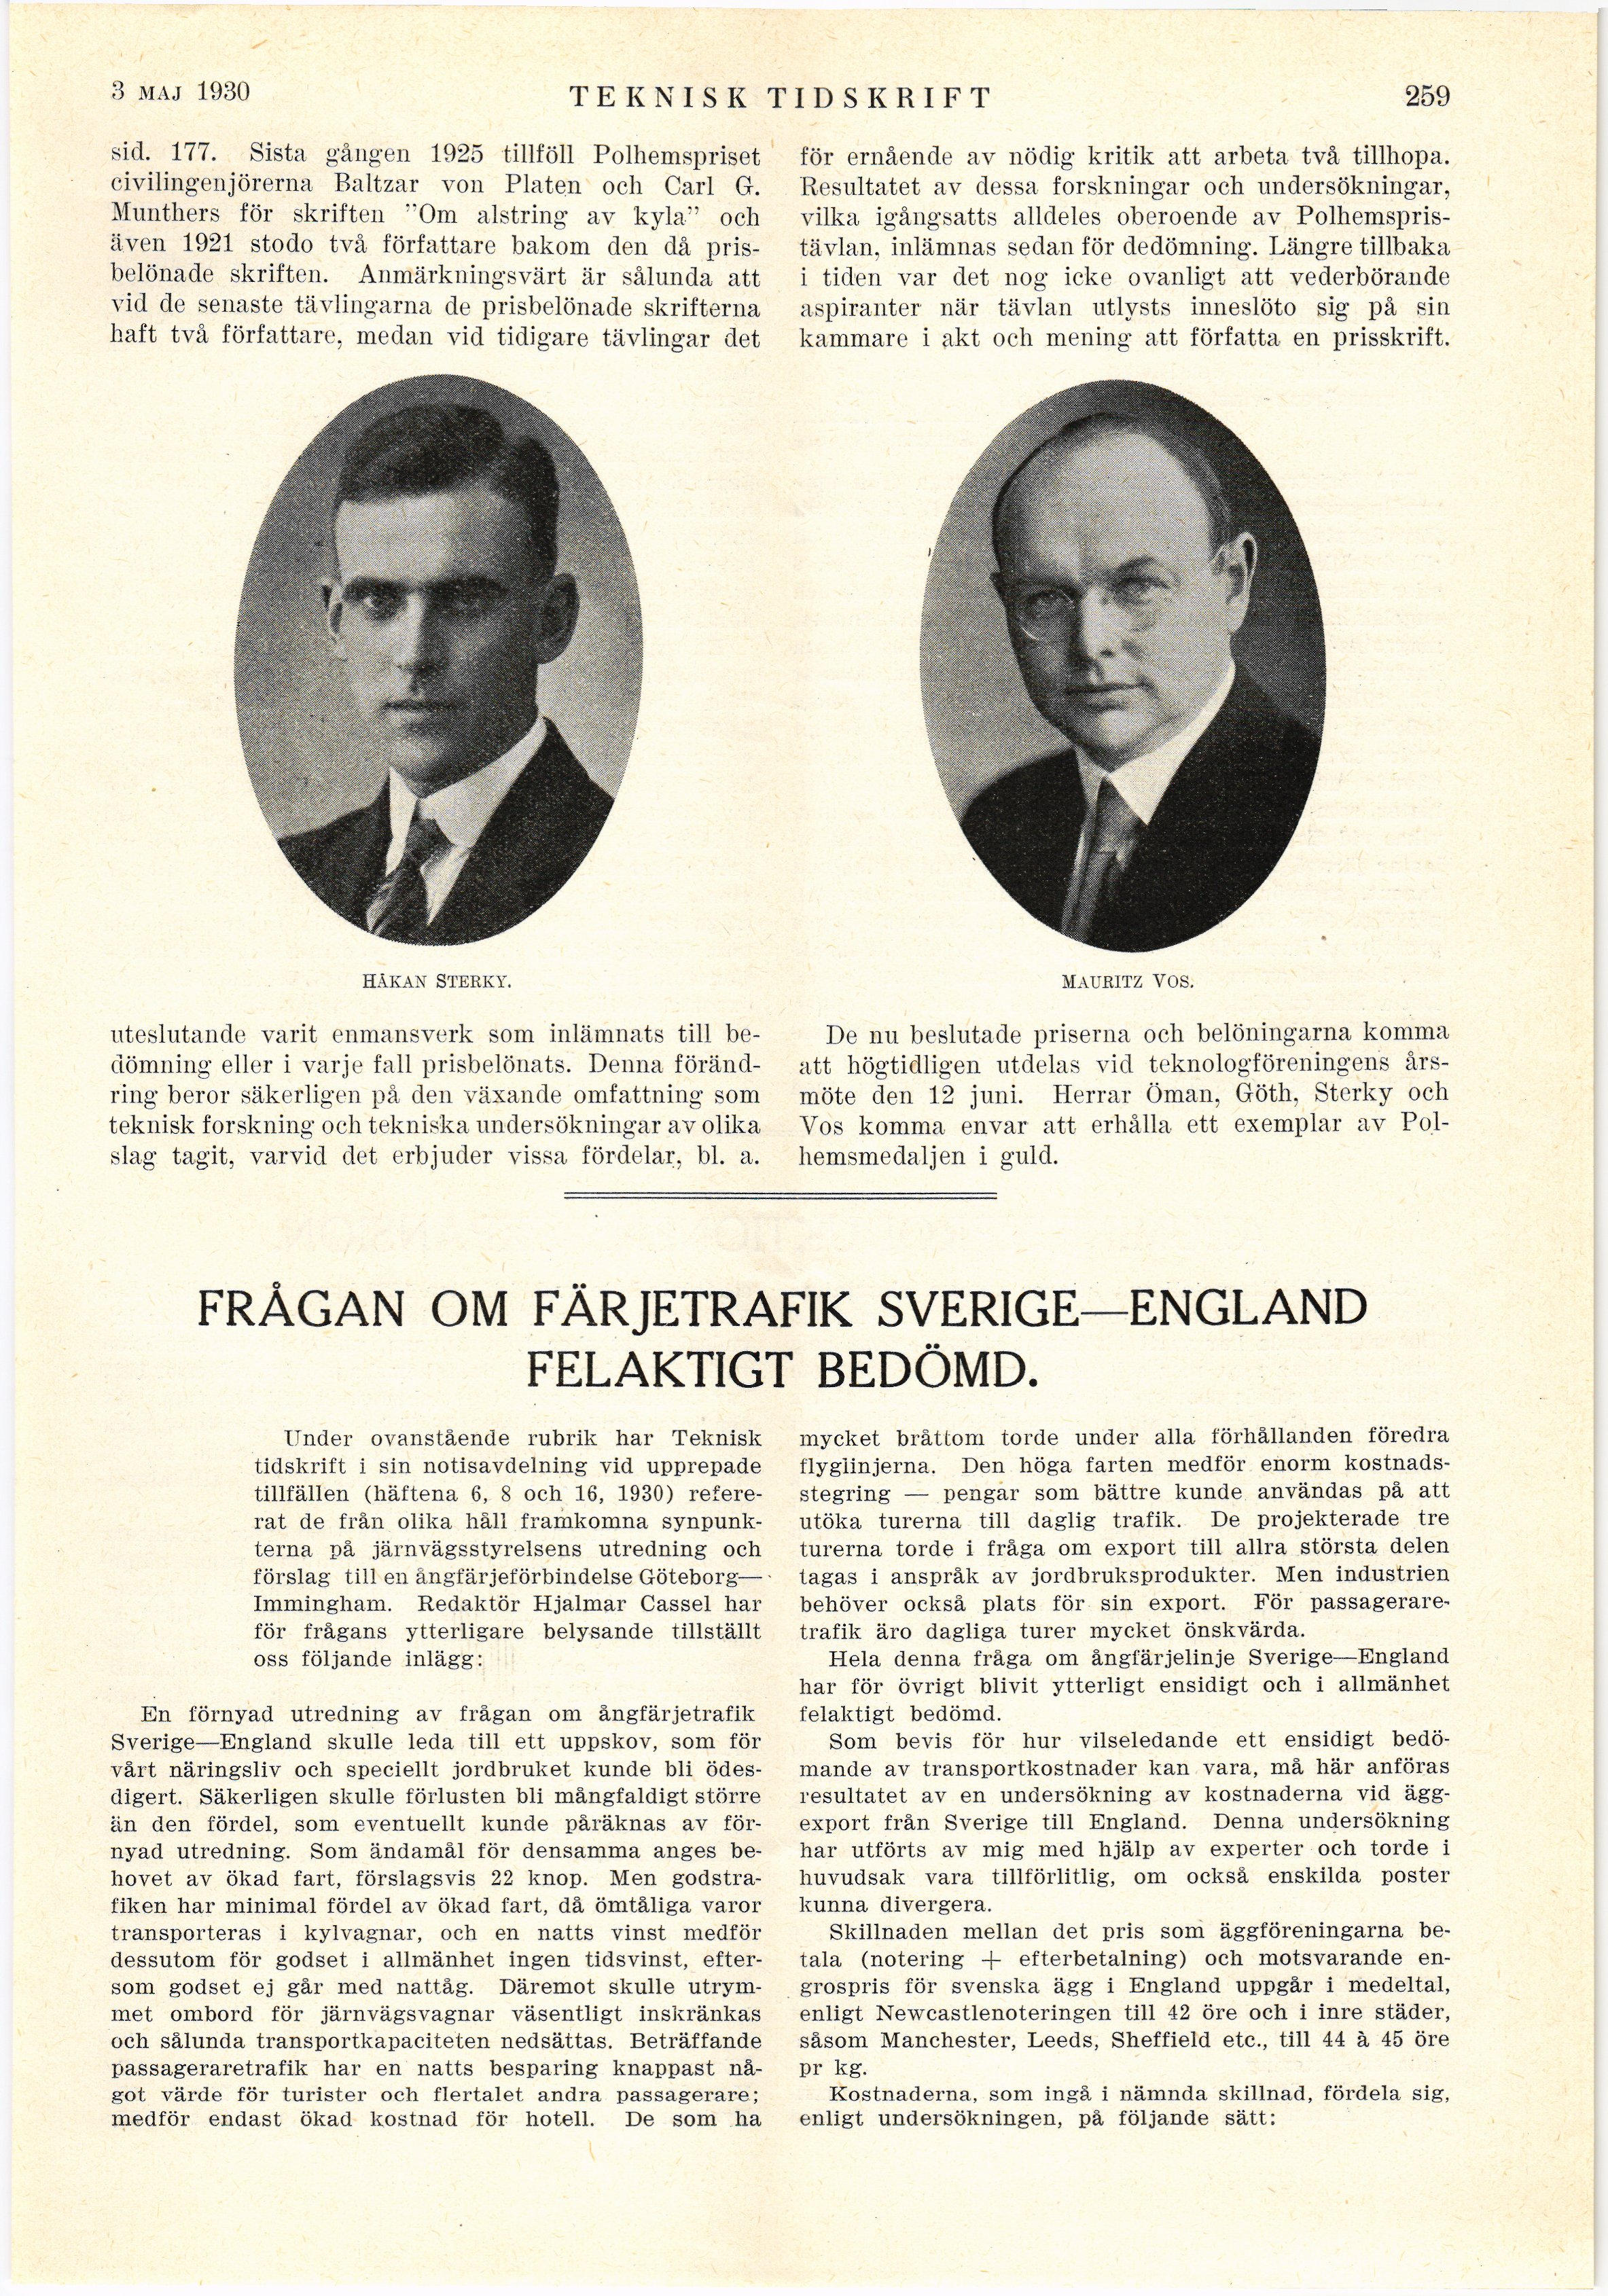 3 MAJ 1930
TEKNISK TIDSKRIFT
259
sid. 177. Sista gången 1925 tillföll Polhemspriset
civilingenjörerna Baltzar von Platen och Carl G.
Munthers för skriften "Om alstring av kyla" och
även 1921 stodo två författare bakom den då pris-
belönade skriften. Anmärkningsvärt är sålunda att
vid de senaste tävlingarna de prisbelönade skrifterna
haft två författare, medan vid tidigare tävlingar det
HÅKAN STERKY.
uteslutande varit enmansverk som inlämnats till be-
dömning eller i varje fall prisbelönats. Denna föränd-
ring beror säkerligen på den växande omfattning som
teknisk forskning och tekniska undersökningar av olika
slag tagit, varvid det erbjuder vissa fördelar, bl. a.
för ernående av nödig kritik att arbeta två tillhopa.
Resultatet av dessa forskningar och undersökningar,
vilka igångsatts alldeles oberoende av Polhemspris-
tävlan, inlämnas sedan för dedömning. Längre tillbaka
i tiden var det nog icke ovanligt att vederbörande
aspiranter när tävlan utlysts inneslöto sig på sin
kammare i akt och mening att författa en prisskrift.
MAURITZ VOS.
De nu beslutade priserna och belöningarna komma
att högtidligen utdelas vid teknologföreningens års-
möte den 12 juni. Herrar Öman, Göth, Sterky och
Vos komma envar att erhålla ett exemplar av Pol-
hemsmedaljen i guld.
FRÅGAN OM FÄRJETRAFIK SVERIGE—ENGLAND
FELAKTIGT BEDÖMD.
Under ovanstående rubrik har Teknisk
tidskrift i sin notisavdelning vid upprepade
tillfällen (häftena 6, 8 och 16, 1930) refere-
rat de från olika håll framkomna synpunk-
terna på järnvägsstyrelsens utredning och
förslag till en ångfärjeförbindelse Göteborg—
Immingham. Redaktör Hjalmar Cassel har
för frågans ytterligare belysande tillställt
oss följande inlägg:
En förnyad utredning av frågan om ångfärjetrafik
Sverige—England skulle leda till ett uppskov, som för
vårt näringsliv och speciellt jordbruket kunde bli ödes-
digert. Säkerligen skulle förlusten bli mångfaldigt större
än den fördel, som eventuellt kunde påräknas av för-
nyad utredning. Som ändamål för densamma anges be-
hovet av ökad fart, förslagsvis 22 knop. Men godstra-
fiken har minimal fördel av ökad fart, då ömtåliga varor
transporteras i kylvagnar, och en natts vinst medför
dessutom för godset i allmänhet ingen tidsvinst, efter-
som godset ej går med nattåg. Däremot skulle utrym-
met ombord för järnvägsvagnar väsentligt inskränkas
och sålunda transportkapaciteten nedsättas. Beträffande
passageraretrafik har en natts besparing knappast nå-
got värde för turister och flertalet andra passagerare;
medför endast ökad kostnad för hotell. De som ha
mycket bråttom torde under alla förhållanden föredra
flyglinjerna. Den höga farten medför enorm kostnads-
stegring — pengar som bättre kunde användas på att
utöka turerna till daglig trafik. De projekterade tre
turerna torde i fråga om export till allra största delen
tagas i anspråk av jordbruksprodukter. Men industrien
behöver också plats för sin export. För passagerare-
trafik äro dagliga turer mycket önskvärda.
Hela denna fråga om ångfärjelinje Sverige—England
har för övrigt blivit ytterligt ensidigt och i allmänhet
felaktigt bedömd.
Som bevis för hur vilseledande ett ensidigt bedö-
mande av transportkostnader kan vara, må här anföras
resultatet av en undersökning av kostnaderna vid ägg-
export från Sverige till England. Denna undersökning
har utförts av mig med hjälp av experter och torde i
huvudsak vara tillförlitlig, om också enskilda poster
kunna divergera.
Skillnaden mellan det pris som äggföreningarna be-
tala (notering + efterbetalning) och motsvarande en-
grospris för svenska ägg i England uppgår i medeltal,
enligt Newcastlenoteringen till 42 öre och i inre städer,
såsom Manchester, Leeds, Sheffield etc., till 44 à 45 öre
pr kg.
Kostnaderna, som ingå i nämnda skillnad, fördela sig,
enligt undersökningen, på följande sätt: